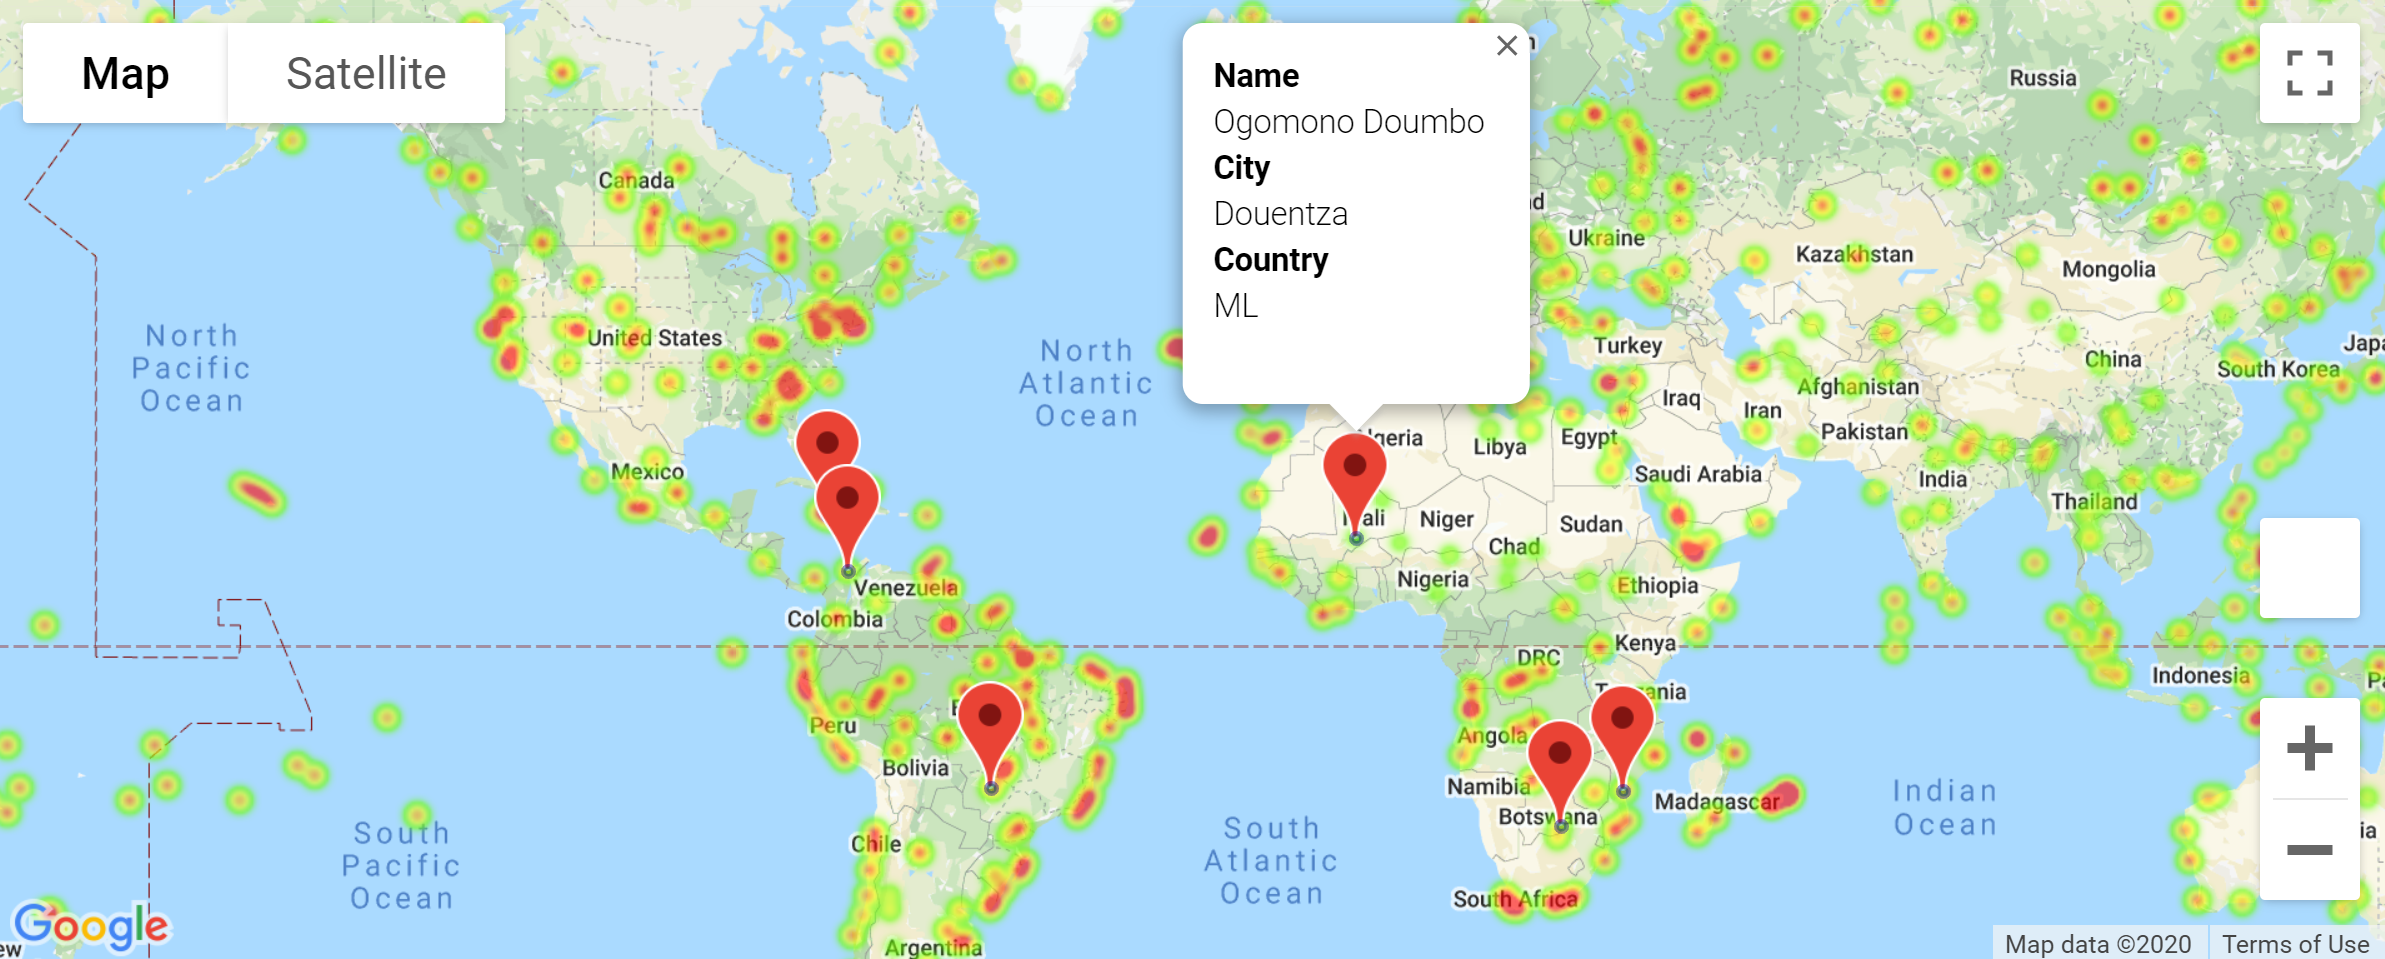 Map
Satellite
Name
Ogomono Doumbo
City
Douentza
Country
ML
Russia
Canada
Ukraine
Kazakhstan
Mongolia
North
Pacific
Ocean
United States
North
Atlantic
Ocean
Turkey
China
South Korea
Afghanistan
Iraq
Iran
Pakistan
Libya
Egypt
Saudi Arabia
India
Mexico
Thailand
Niger
Sudan
Chad
Nigeria
Ethiopia
Venezuela
Colombia
Kenya
DRC
Indonesia
Peru
Angola
Bolivia
Namibia
Madagascar
Botswana
Indian
Ocean
South
Pacific
Ocean
South
Atlantic
Ocean
Chile
South Africa
Argentina
Google
Map data ©2020
Terms of Use